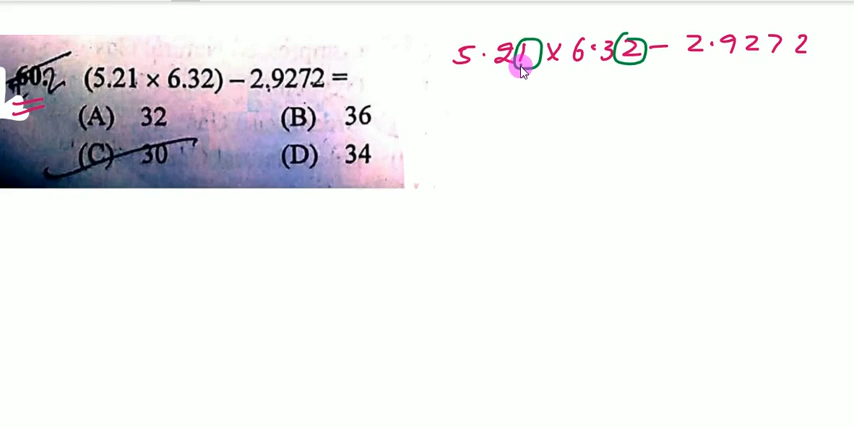 5.21 × 6.32 - 2.9272
602 (5.21 × 6.32) – 2.9272 =
(A) 32 (B) 36
(C) 30 (D) 34